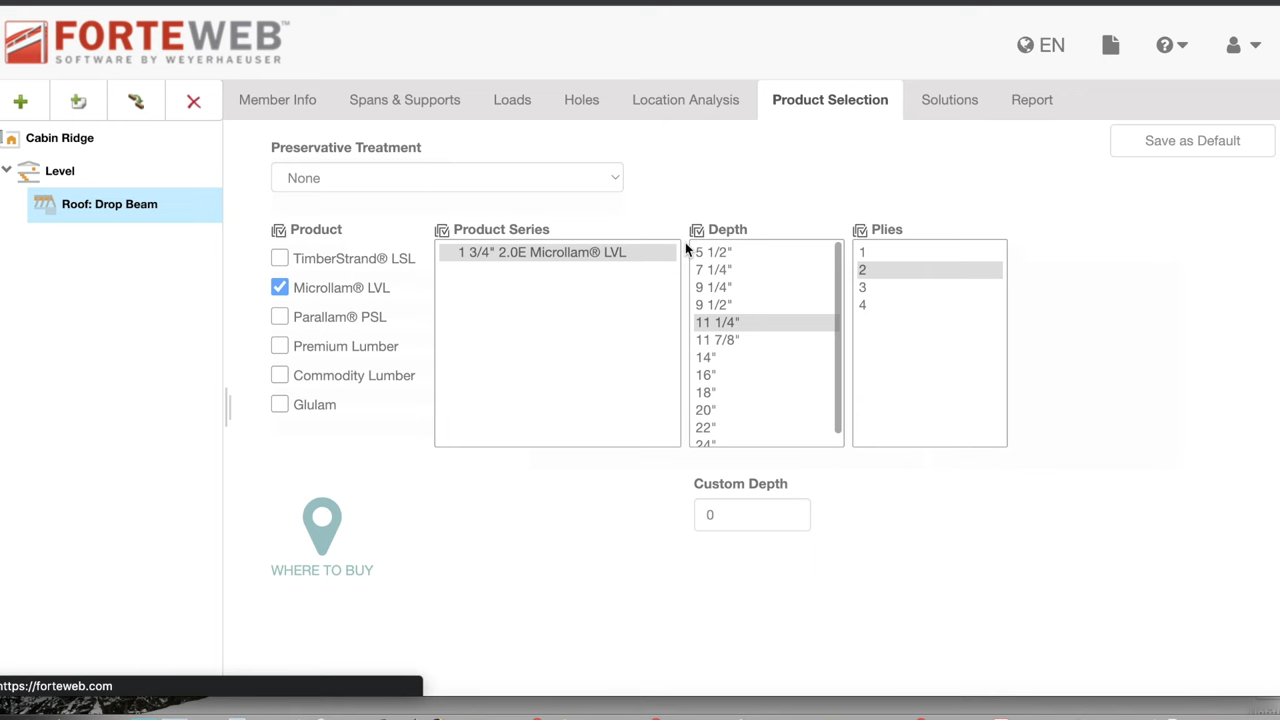 FORTEWEB™
SOFTWARE BY WEYERHAEUSER
EN
Member Info
Spans & Supports
Loads
Holes
Location Analysis
Product Selection
Solutions
Report
Cabin Ridge
Level
Roof: Drop Beam
Save as Default
Preservative Treatment
None
Product
TimberStrand® LSL
Microllam® LVL
Parallam® PSL
Premium Lumber
Commodity Lumber
Glulam
Product Series
1 3/4" 2.0E Microllam® LVL
Depth
5 1/2"
7 1/4"
9 1/4"
9 1/2"
11 1/4"
11 7/8"
14"
16"
18"
20"
22"
24"
Plies
1
2
3
4
Custom Depth
0
WHERE TO BUY
https://forteweb.com